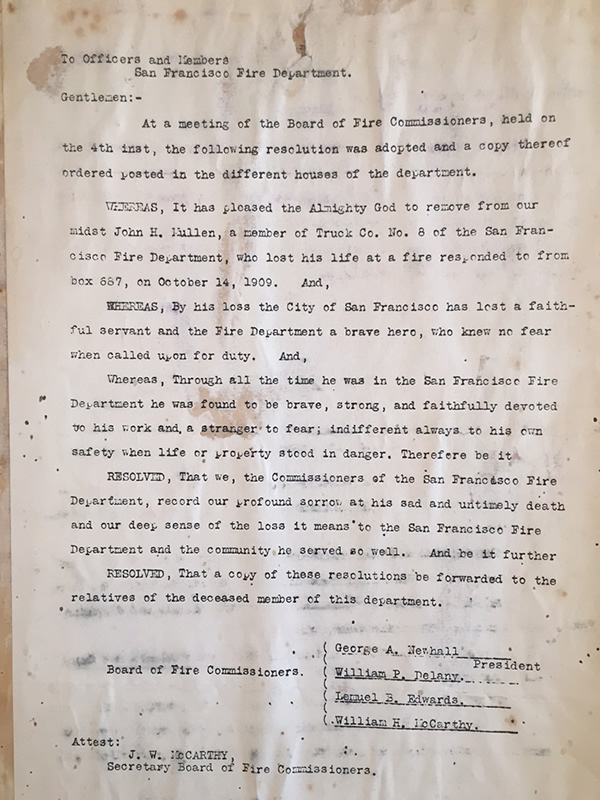 To Officers and Members
San Francisco Fire Department.
Gentlemen:-
At a meeting of the Board of Fire Commissioners, held on
the 4th inst, the following resolution was adopted and a copy thereof
ordered posted in the different houses of the department.
WHEREAS, It has pleased the Almighty God to remove from our
midst John H. Mullen, a member of Truck Co. No. 8 of the San Fran-
cisco Fire Department, who lost his life at a fire responded to from
box 687, on October 14, 1909. And,
WHEREAS, By his loss the City of San Francisco has lost a faith-
ful servant and the Fire Department a brave hero, who knew no fear
when called upon for duty. And,
Whereas, Through all the time he was in the San Francisco Fire
Department he was found to be brave, strong, and faithfully devoted
to his work and, a stranger to fear; indifferent always to his own
safety when life or property stood in danger. Therefore be it
RESOLVED, That we, the Commissioners of the San Francisco Fire
Department, record our profound sorrow at his sad and untimely death
and our deep sense of the loss it means to the San Francisco Fire
Department and the community he served so well. And be it further
RESOLVED, That a copy of these resolutions be forwarded to the
relatives of the deceased member of this department.
George A. Newhall
President
Board of Fire Commissioners. William P. Delany.
Lemuel B. Edwards.
William H. McCarthy.
Attest:
J. W. McCARTHY,
Secretary Board of Fire Commissioners.